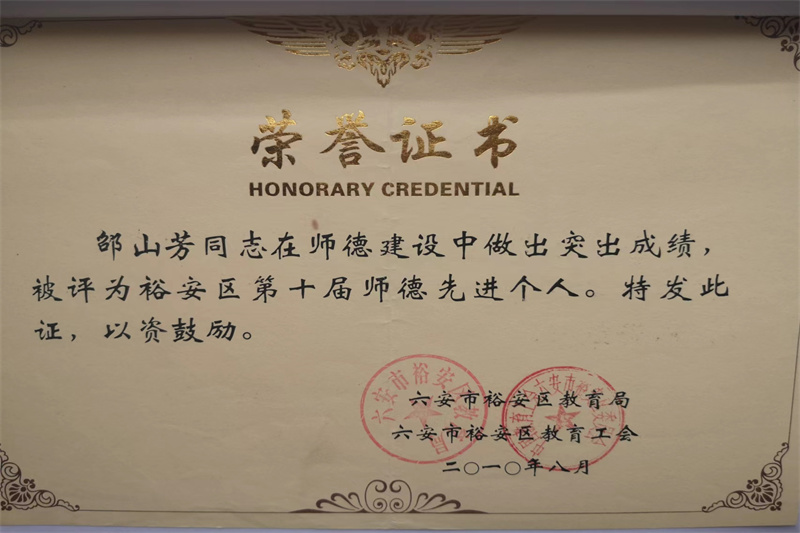 荣誉证书
HONORARY CREDENTIAL
邵山芳同志在师德建设中做出突出成绩，
被评为裕安区第十届师德先进个人。特发此
证，以资鼓励。
六安市裕安区教育局
六安市裕安区教育工会
二〇一〇年八月